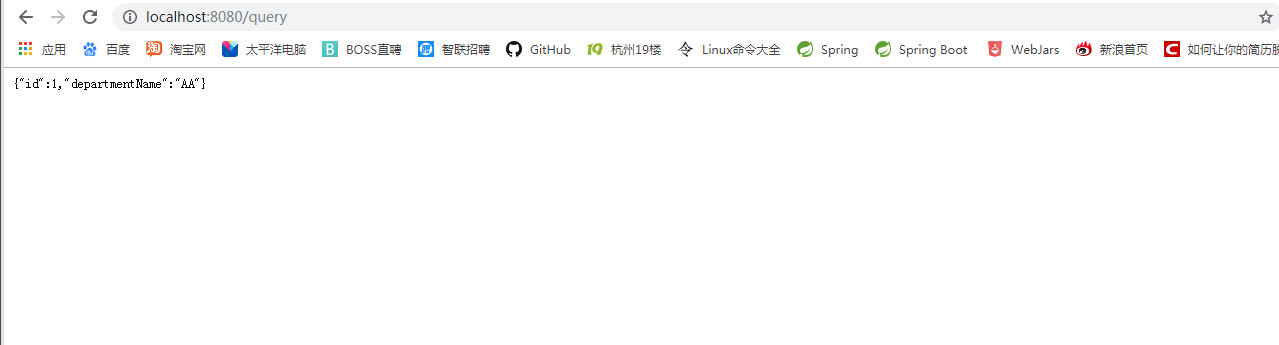 localhost:8080/query
应用 百度 淘宝网 太平洋电脑 BOSS直聘 智联招聘 GitHub 杭州19楼 Linux命令大全 Spring Spring Boot WebJars 新浪首页 如何让你的简历
{"id":1,"departmentName":"AA"}